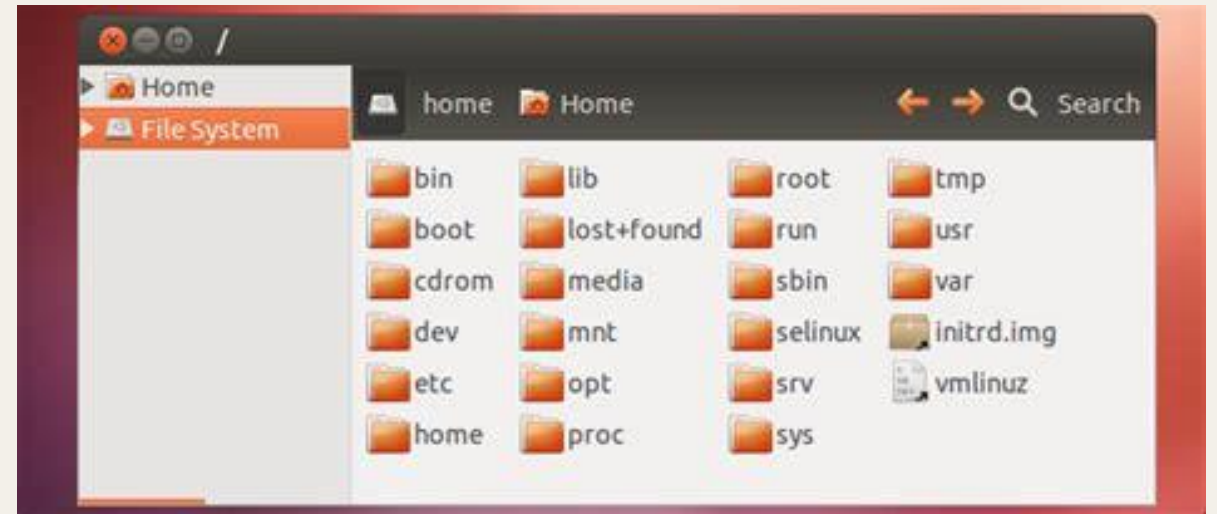 /
Home
File System
home Home Search
bin lib root tmp
boot lost+found run usr
cdrom media sbin var
dev mnt selinux initrd.img
etc opt srv vmlinuz
home proc sys